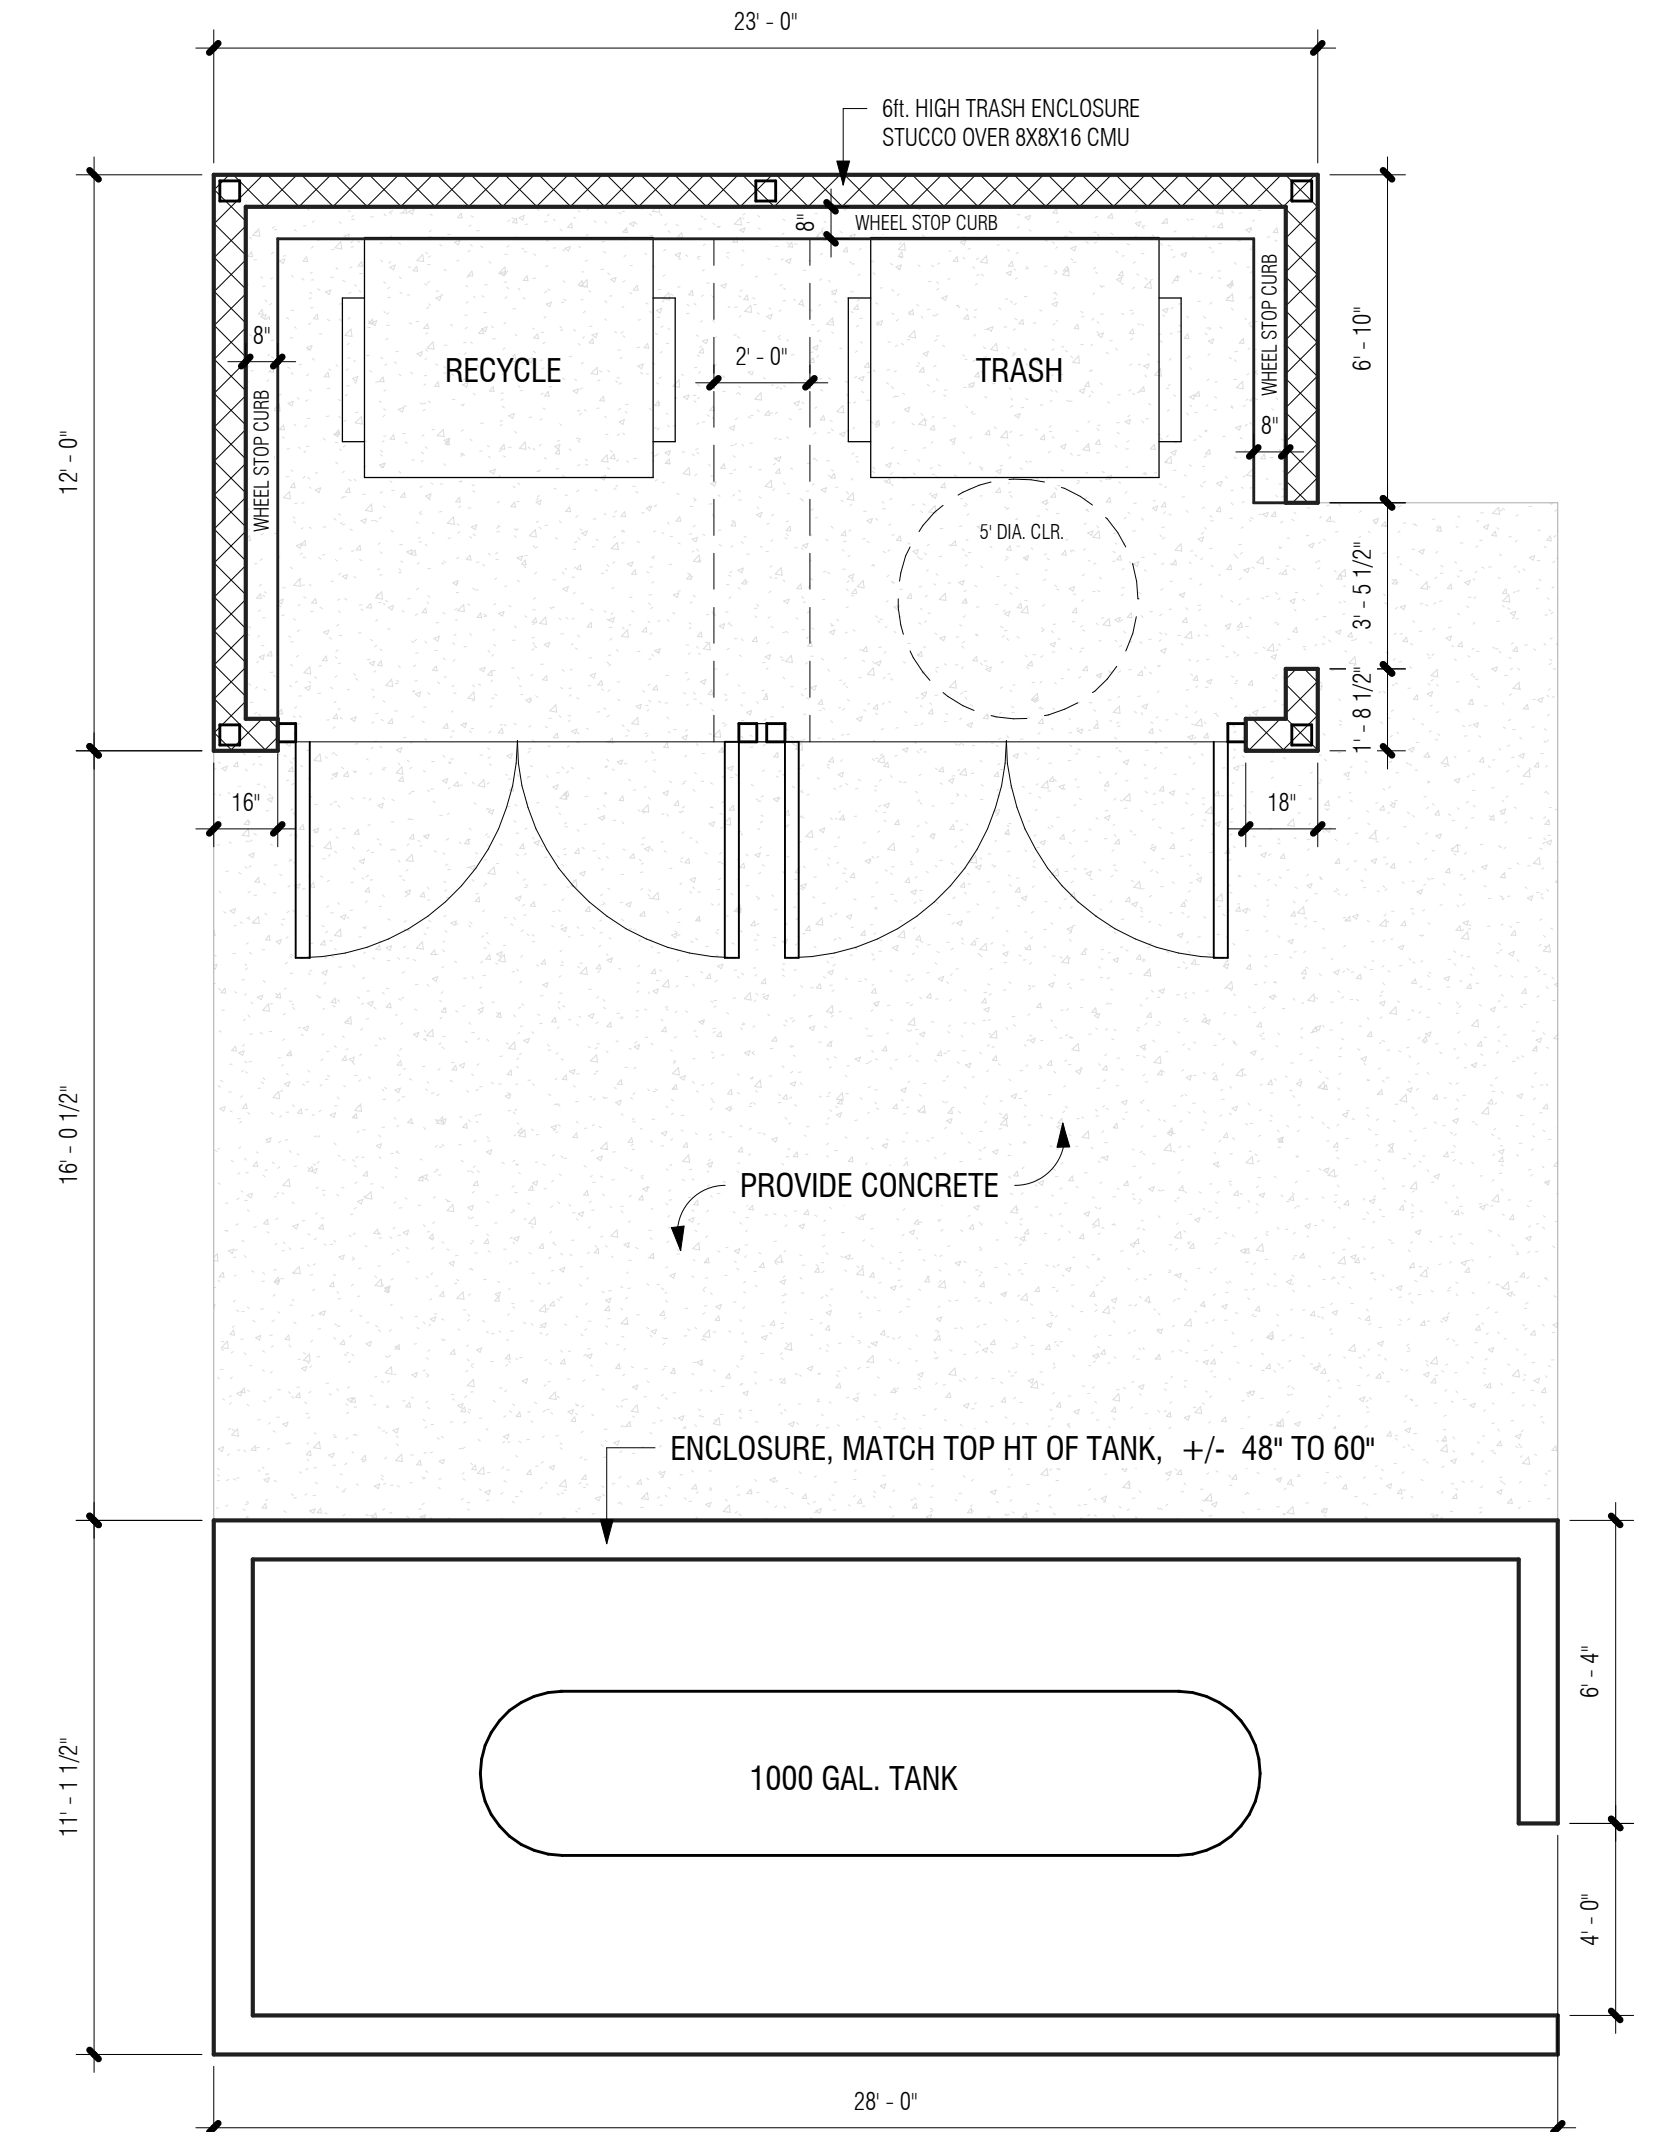 23' - 0"
6ft. HIGH TRASH ENCLOSURE
STUCCO OVER 8X8X16 CMU
8"
WHEEL STOP CURB
WHEEL STOP CURB
6' - 10"
8"
RECYCLE
2' - 0"
TRASH
8"
12' - 0"
WHEEL STOP CURB
5' DIA. CLR.
3' - 5 1/2"
1' - 8 1/2"
16"
18"
16' - 0 1/2"
PROVIDE CONCRETE
ENCLOSURE, MATCH TOP HT OF TANK, +/- 48" TO 60"
6' - 4"
1000 GAL. TANK
11' - 1 1/2"
4' - 0"
28' - 0"